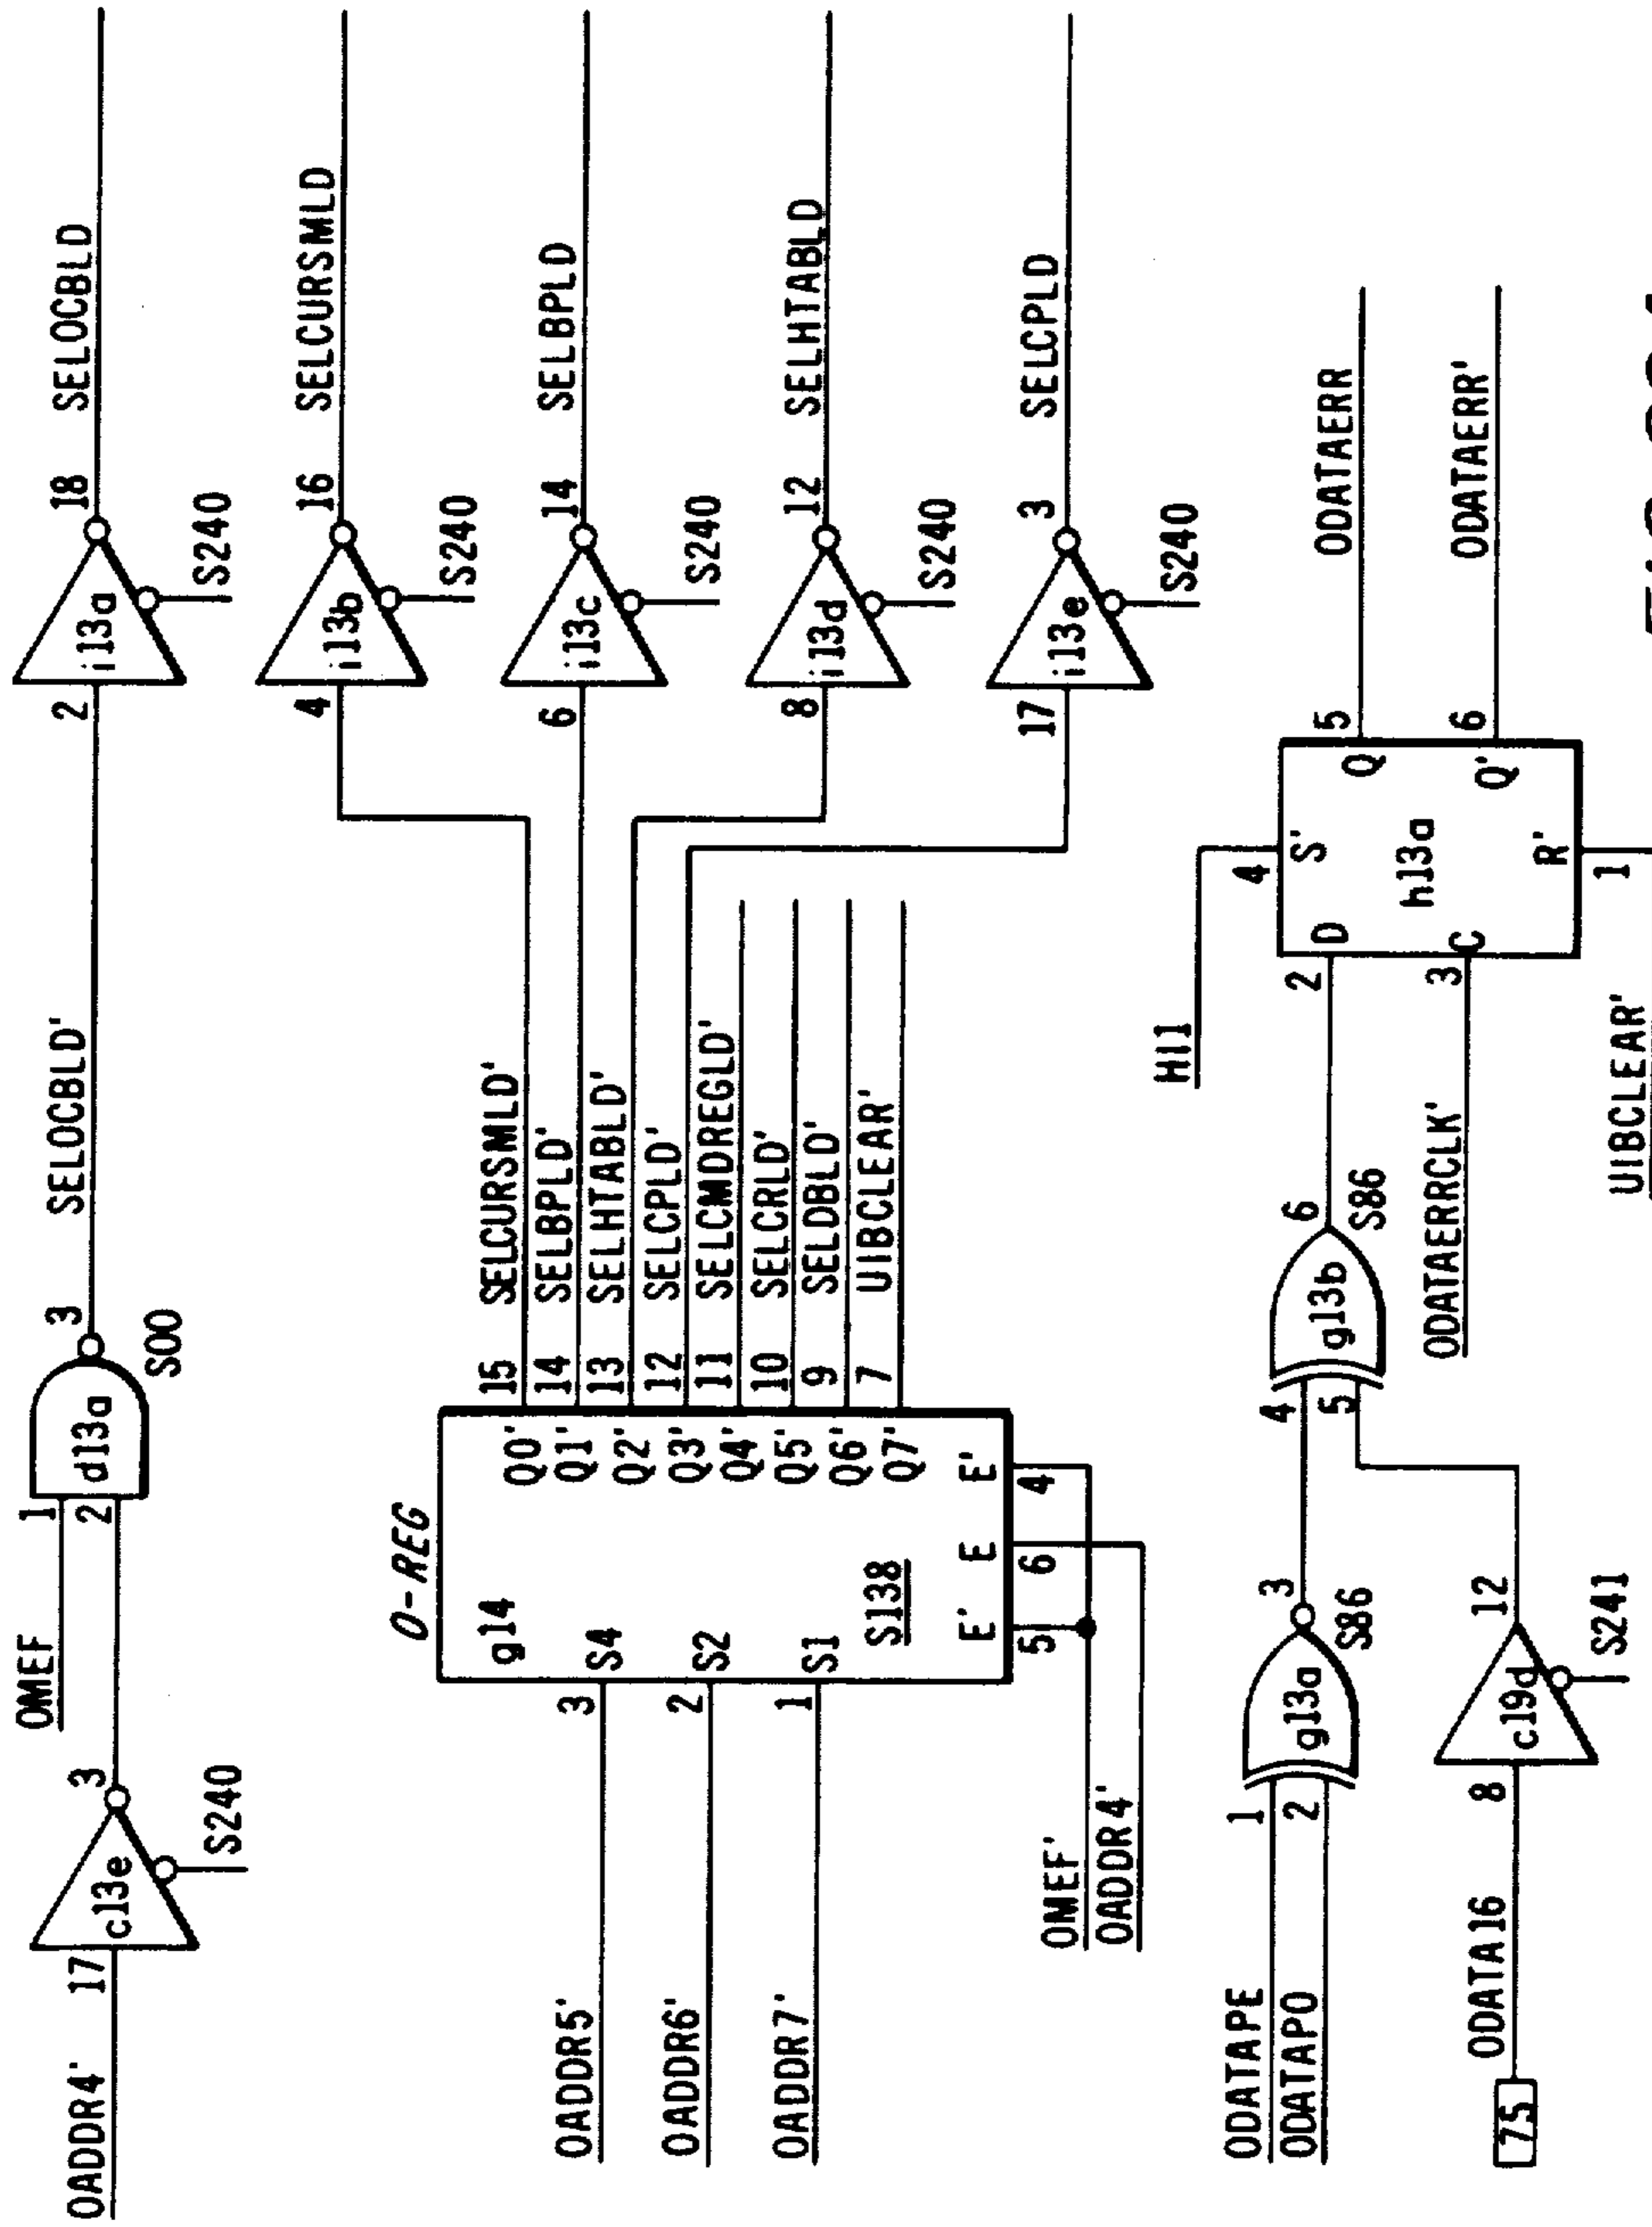 OADDR4' 17 c13e 3 S240
OMEF 1 2 d13a 3 S00
SELOCBLD' 2 i13a 18 S240 SELOCBLD
4 i13b 16 S240 SELCURSMLD
6 i13c 14 S240 SELBPLD
8 i13d 12 S240 SELHTABLD
17 i13e 3 S240 SELCPLD
O-REG
g14
S138
OADDR5' 3 S4
OADDR6' 2 S2
OADDR7' 1 S1
Q0' 15 SELCURSMLD'
Q1' 14 SELBPLD'
Q2' 13 SELHTABLD'
Q3' 12 SELCPLD'
Q4' 11 SELCMDREGLD'
Q5' 10 SELCRLD'
Q6' 9 SELDBLD'
Q7' 7 UIBCLEAR'
E' E E'
5 6 4
OMEF'
OADDR4'
ODATAPE 1
ODATAPO 2
g13a 3 S86
75 ODATA16 8 c19d 12 S241
4 5 g13b 6 S86
HI1 4 S'
2 D
ODATAERRCLK' 3 C
h13a
Q 5 ODATAERR
Q' 6 ODATAERR'
R' 1
UIBCLEAR'